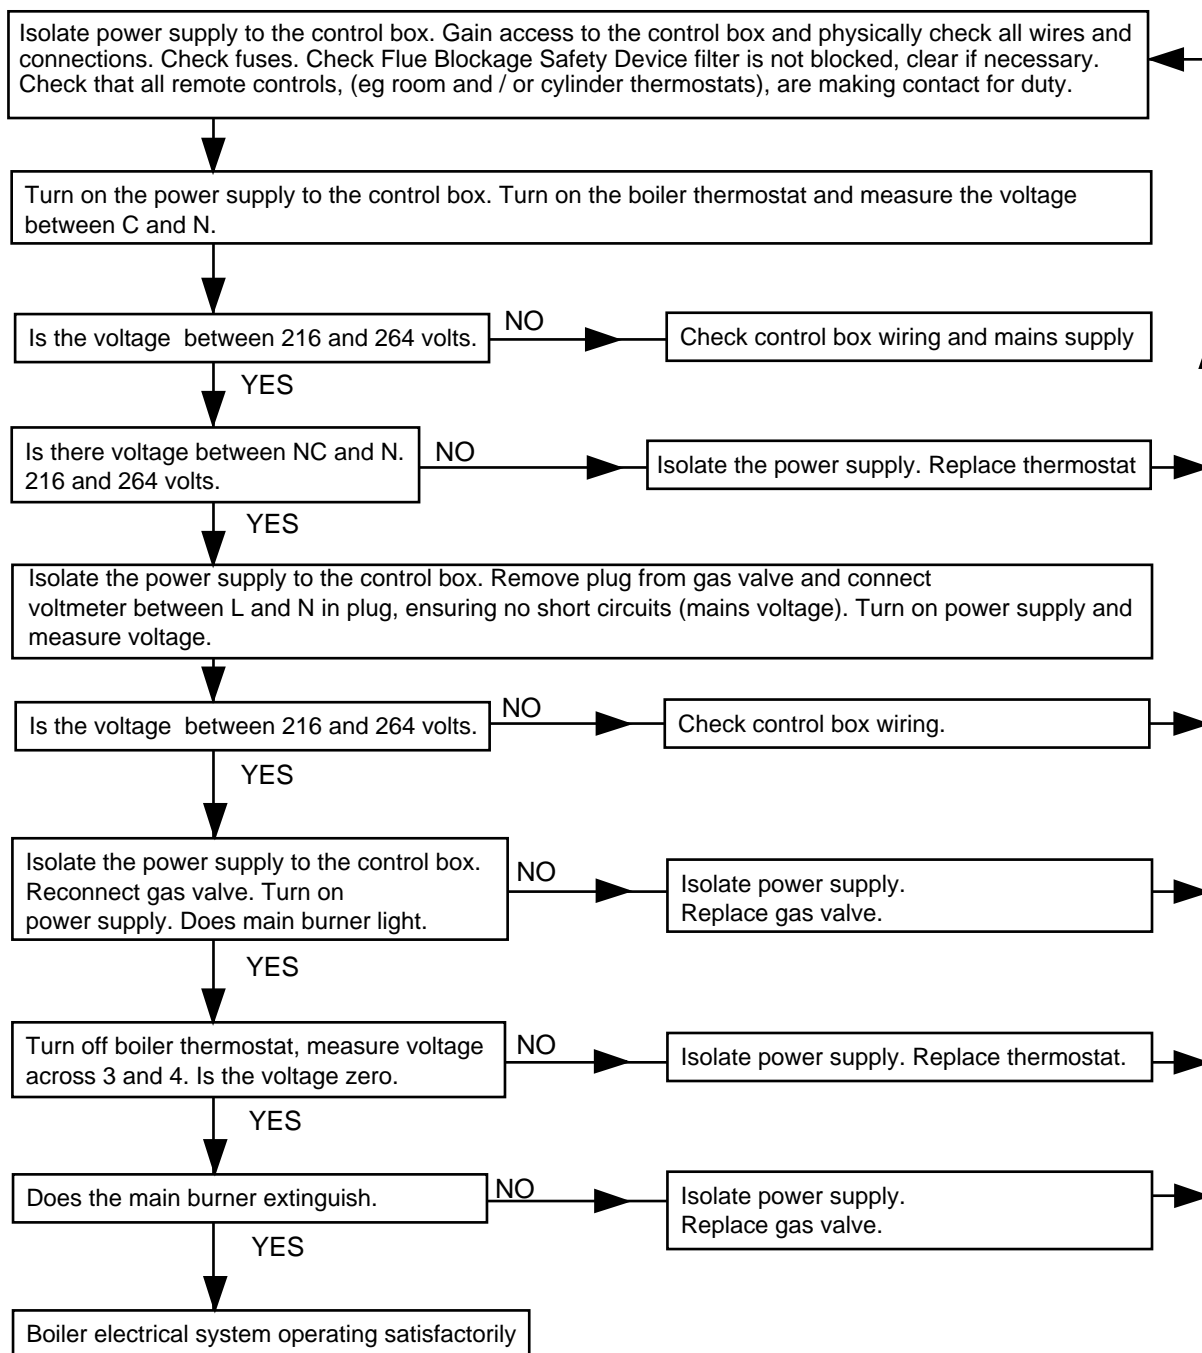 Isolate power supply to the control box. Gain access to the control box and physically check all wires and
connections. Check fuses. Check Flue Blockage Safety Device filter is not blocked, clear if necessary.
Check that all remote controls, (eg room and / or cylinder thermostats), are making contact for duty.
Turn on the power supply to the control box. Turn on the boiler thermostat and measure the voltage
between C and N.
Is the voltage between 216 and 264 volts.
NO
Check control box wiring and mains supply
YES
Is there voltage between NC and N.
216 and 264 volts.
NO
Isolate the power supply. Replace thermostat
YES
Isolate the power supply to the control box. Remove plug from gas valve and connect
voltmeter between L and N in plug, ensuring no short circuits (mains voltage). Turn on power supply and
measure voltage.
Is the voltage between 216 and 264 volts.
NO
Check control box wiring.
YES
Isolate the power supply to the control box.
Reconnect gas valve. Turn on
power supply. Does main burner light.
NO
Isolate power supply.
Replace gas valve.
YES
Turn off boiler thermostat, measure voltage
across 3 and 4. Is the voltage zero.
NO
Isolate power supply. Replace thermostat.
YES
Does the main burner extinguish.
NO
Isolate power supply.
Replace gas valve.
YES
Boiler electrical system operating satisfactorily